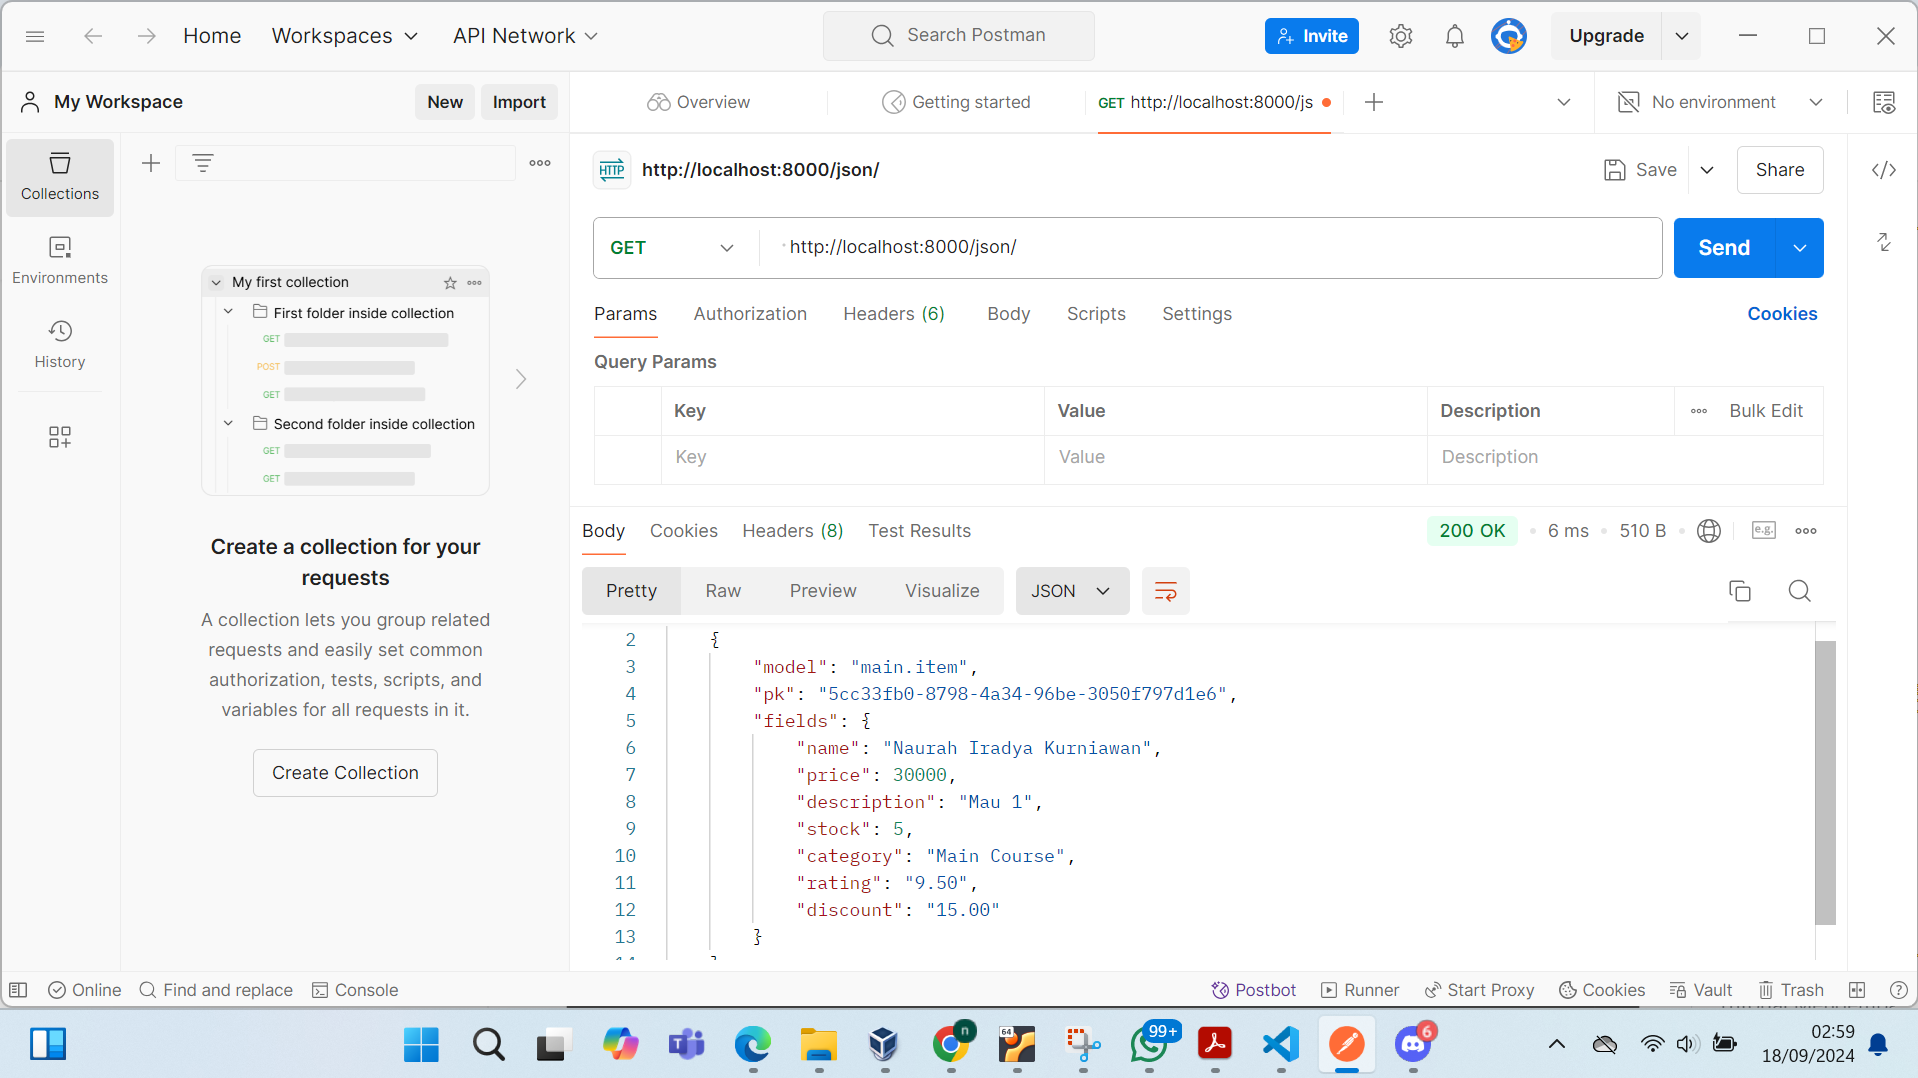 Home Workspaces API Network Search Postman Invite Upgrade
My Workspace New Import Overview Getting started GET http://localhost:8000/js No environment
Collections
Environments
History
My first collection
First folder inside collection
GET
POST
GET
Second folder inside collection
GET
GET
Create a collection for your
requests
A collection lets you group related
requests and easily set common
authorization, tests, scripts, and
variables for all requests in it.
Create Collection
HTTP http://localhost:8000/json/ Save Share
GET http://localhost:8000/json/ Send
Params Authorization Headers (6) Body Scripts Settings Cookies
Query Params
Key Value Description Bulk Edit
Key Value Description
Body Cookies Headers (8) Test Results 200 OK 6 ms 510 B e.g.
Pretty Raw Preview Visualize JSON
2 {
3 "model": "main.item",
4 "pk": "5cc33fb0-8798-4a34-96be-3050f797d1e6",
5 "fields": {
6 "name": "Naurah Iradya Kurniawan",
7 "price": 30000,
8 "description": "Mau 1",
9 "stock": 5,
10 "category": "Main Course",
11 "rating": "9.50",
12 "discount": "15.00"
13 }
Online Find and replace Console Postbot Runner Start Proxy Cookies Vault Trash
n 64 99+ 6
02:59
18/09/2024